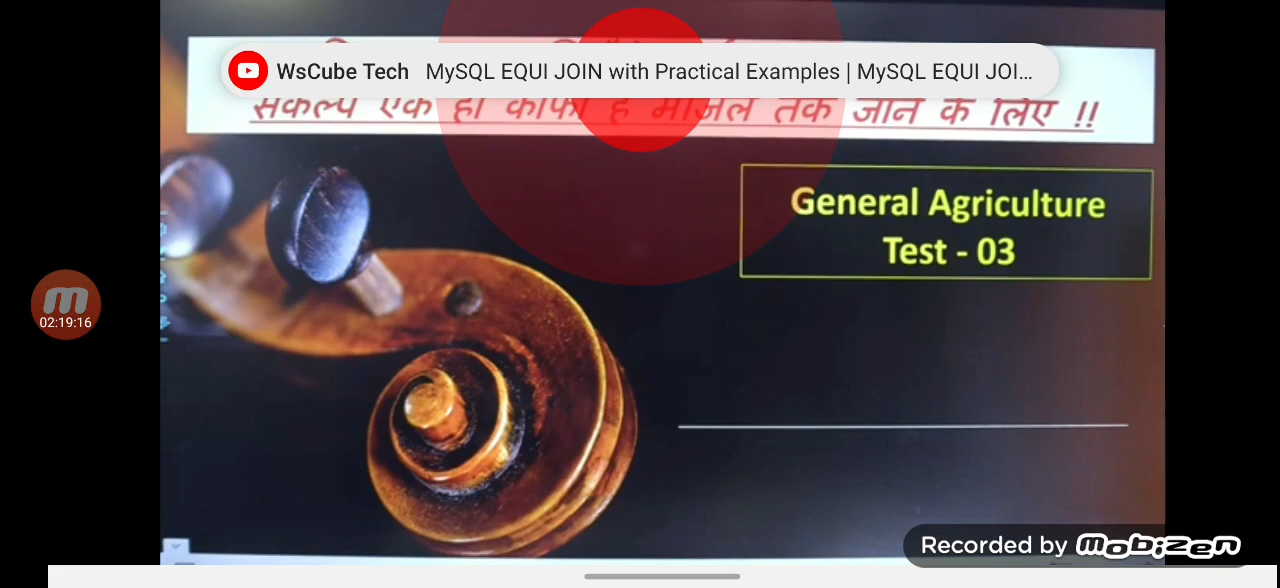 WsCube Tech MySQL EQUI JOIN with Practical Examples | MySQL EQUI JOI...
संकल्प एक ही काफी है मंजिल तक जाने के लिए !!
General Agriculture
Test - 03
02:19:16
Recorded by mobizen